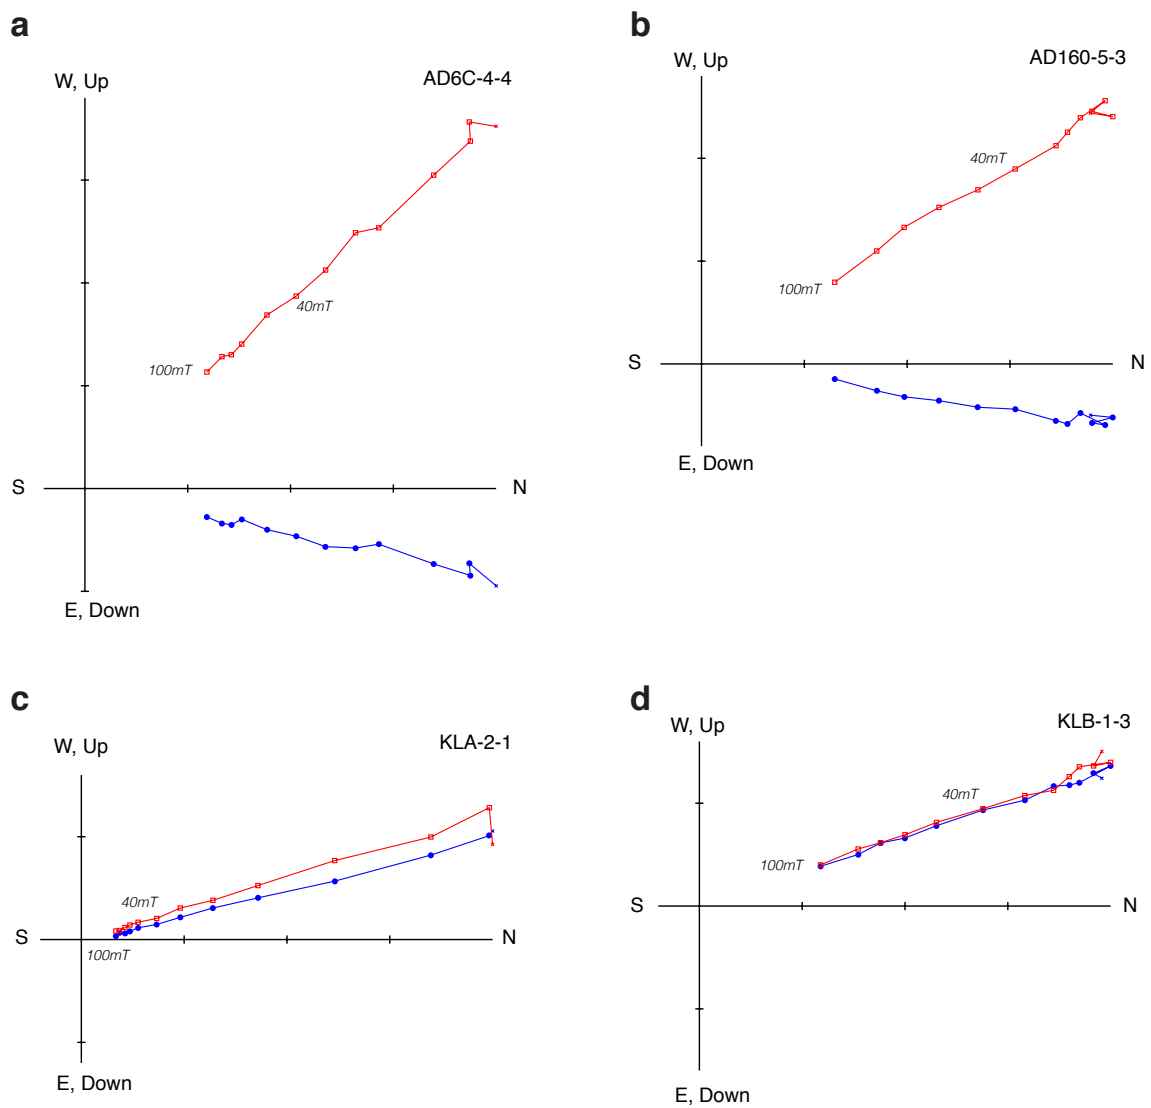 a
AD6C-4-4
W, Up
40mT
100mT
S
N
E, Down
b
AD160-5-3
W, Up
40mT
100mT
S
N
E, Down
c
KLA-2-1
W, Up
40mT
S
N
100mT
E, Down
d
KLB-1-3
W, Up
40mT
100mT
S
N
E, Down